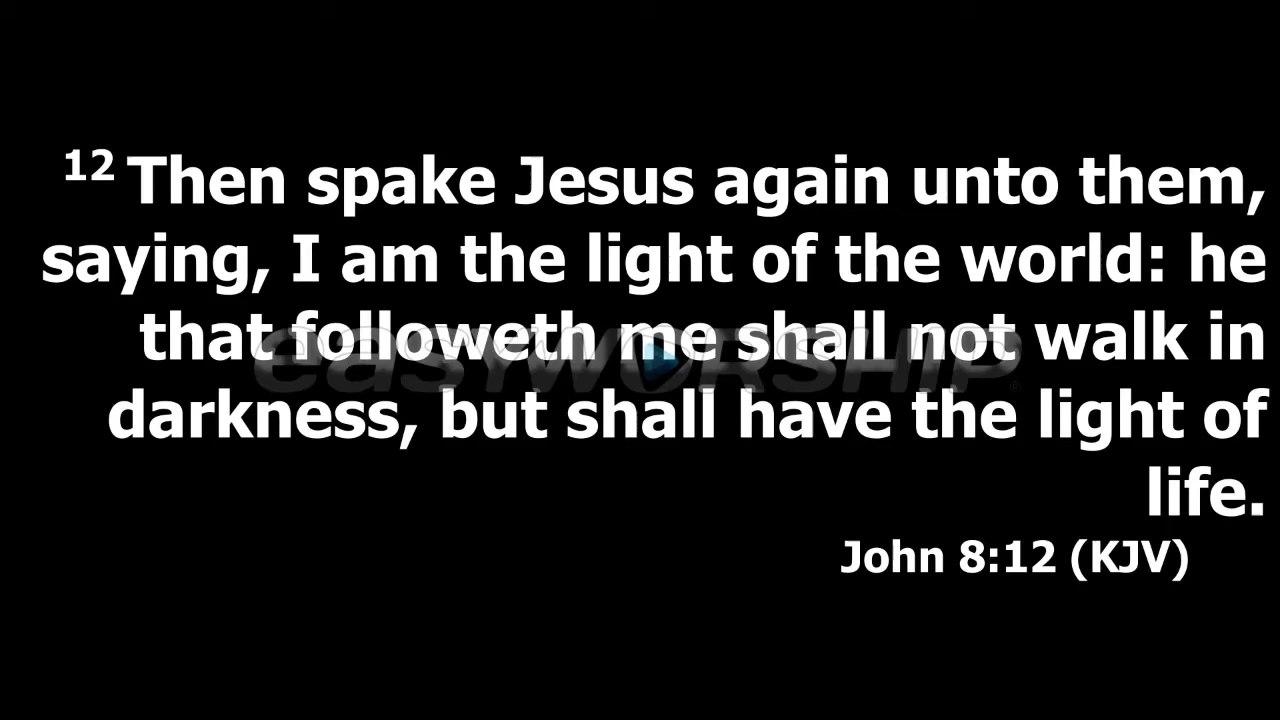 12 Then spake Jesus again unto them,
saying, I am the light of the world: he
that followeth me shall not walk in
easyworship®
darkness, but shall have the light of
life.
John 8:12 (KJV)